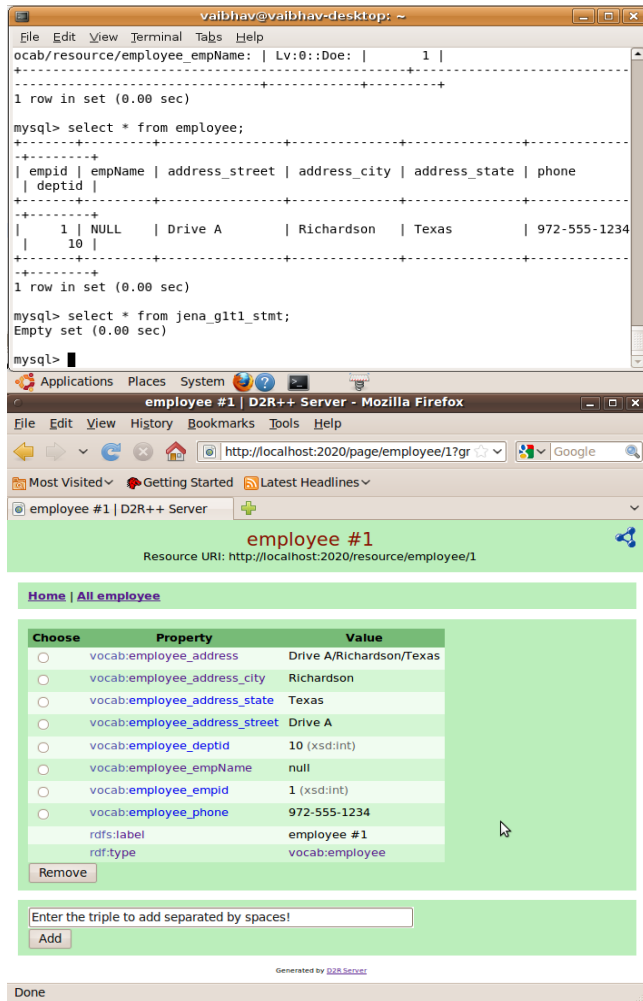 vaibhav@vaibhav-desktop: ~
File Edit View Terminal Tabs Help
ocab/resource/employee_empName: | Lv:0::Doe: | 1 |
+---------------------------------------------------+----------------------------
--------------------------------+------------+---------+
1 row in set (0.00 sec)
mysql> select * from employee;
+-------+---------+----------------+--------------+---------------+-------------
-+--------+
| empid | empName | address_street | address_city | address_state | phone
| deptid |
+-------+---------+----------------+--------------+---------------+-------------
-+--------+
| 1 | NULL | Drive A | Richardson | Texas | 972-555-1234
| 10 |
+-------+---------+----------------+--------------+---------------+-------------
-+--------+
1 row in set (0.00 sec)
mysql> select * from jena_g1t1_stmt;
Empty set (0.00 sec)
mysql>
Applications Places System
employee #1 | D2R++ Server - Mozilla Firefox
File Edit View History Bookmarks Tools Help
http://localhost:2020/page/employee/1?gr Google
Most Visited Getting Started Latest Headlines
employee #1 | D2R++ Server
employee #1
Resource URI: http://localhost:2020/resource/employee/1
Home | All employee
Choose Property Value
vocab:employee_address Drive A/Richardson/Texas
vocab:employee_address_city Richardson
vocab:employee_address_state Texas
vocab:employee_address_street Drive A
vocab:employee_deptid 10 (xsd:int)
vocab:employee_empName null
vocab:employee_empid 1 (xsd:int)
vocab:employee_phone 972-555-1234
rdfs:label employee #1
rdf:type vocab:employee
Remove
Enter the triple to add separated by spaces!
Add
Generated by D2R Server
Done